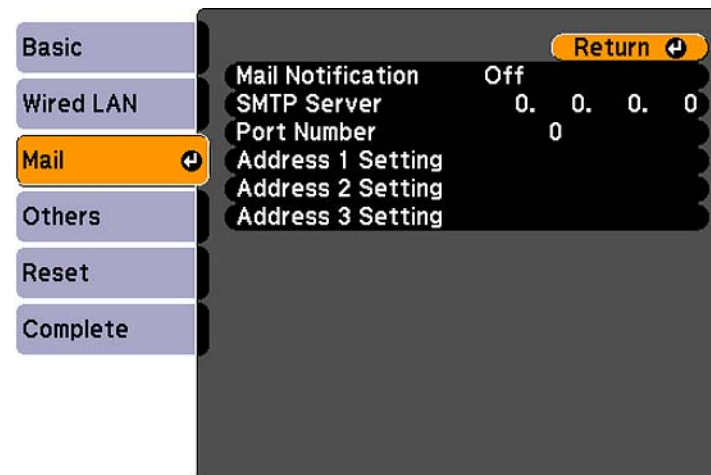 Basic
Wired LAN
Mail
Others
Reset
Complete
Return
Mail Notification Off
SMTP Server 0. 0. 0. 0
Port Number 0
Address 1 Setting
Address 2 Setting
Address 3 Setting